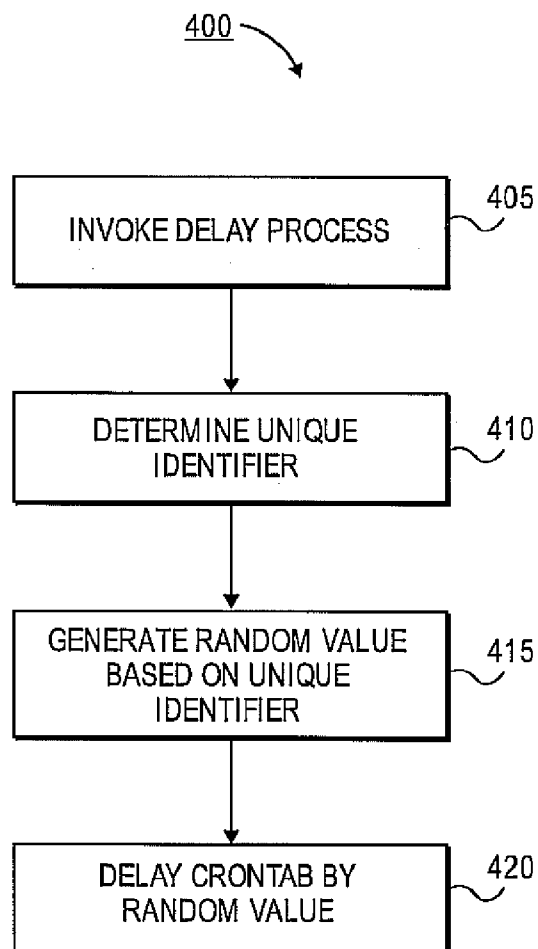 400
INVOKE DELAY PROCESS
405
DETERMINE UNIQUE
IDENTIFIER
410
GENERATE RANDOM VALUE
BASED ON UNIQUE
IDENTIFIER
415
DELAY CRONTAB BY
RANDOM VALUE
420